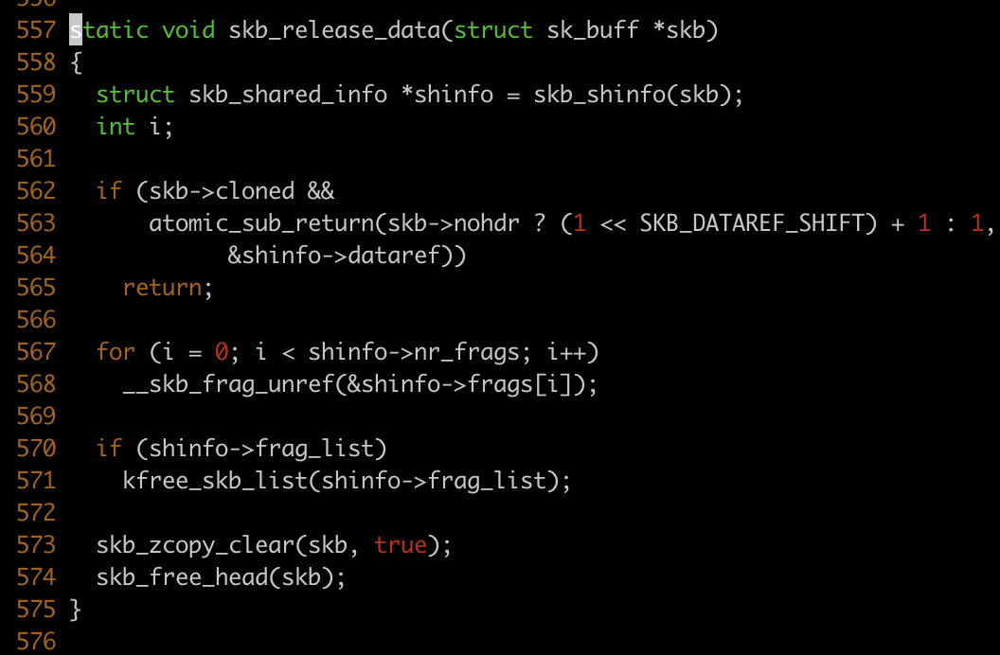 556
557 static void skb_release_data(struct sk_buff *skb)
558 {
559   struct skb_shared_info *shinfo = skb_shinfo(skb);
560   int i;
561
562   if (skb->cloned &&
563       atomic_sub_return(skb->nohdr ? (1 << SKB_DATAREF_SHIFT) + 1 : 1,
564             &shinfo->dataref))
565     return;
566
567   for (i = 0; i < shinfo->nr_frags; i++)
568     __skb_frag_unref(&shinfo->frags[i]);
569
570   if (shinfo->frag_list)
571     kfree_skb_list(shinfo->frag_list);
572
573   skb_zcopy_clear(skb, true);
574   skb_free_head(skb);
575 }
576